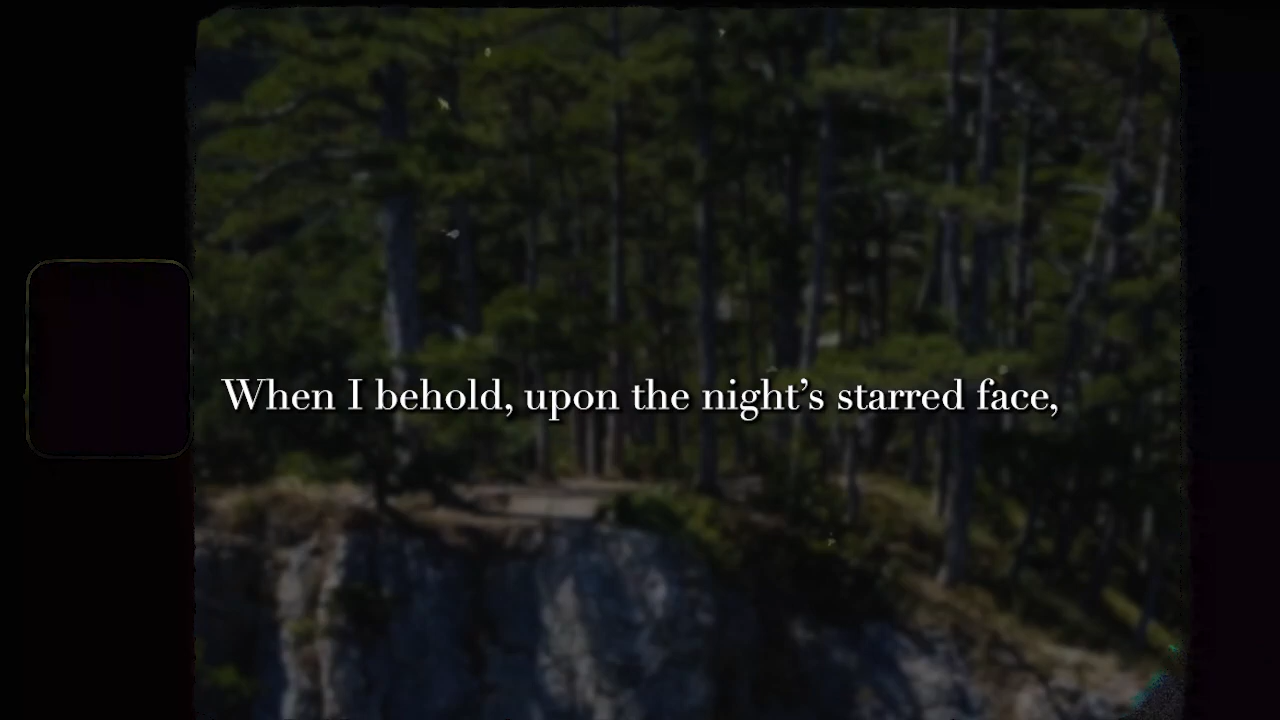 When I behold, upon the night’s starred face,